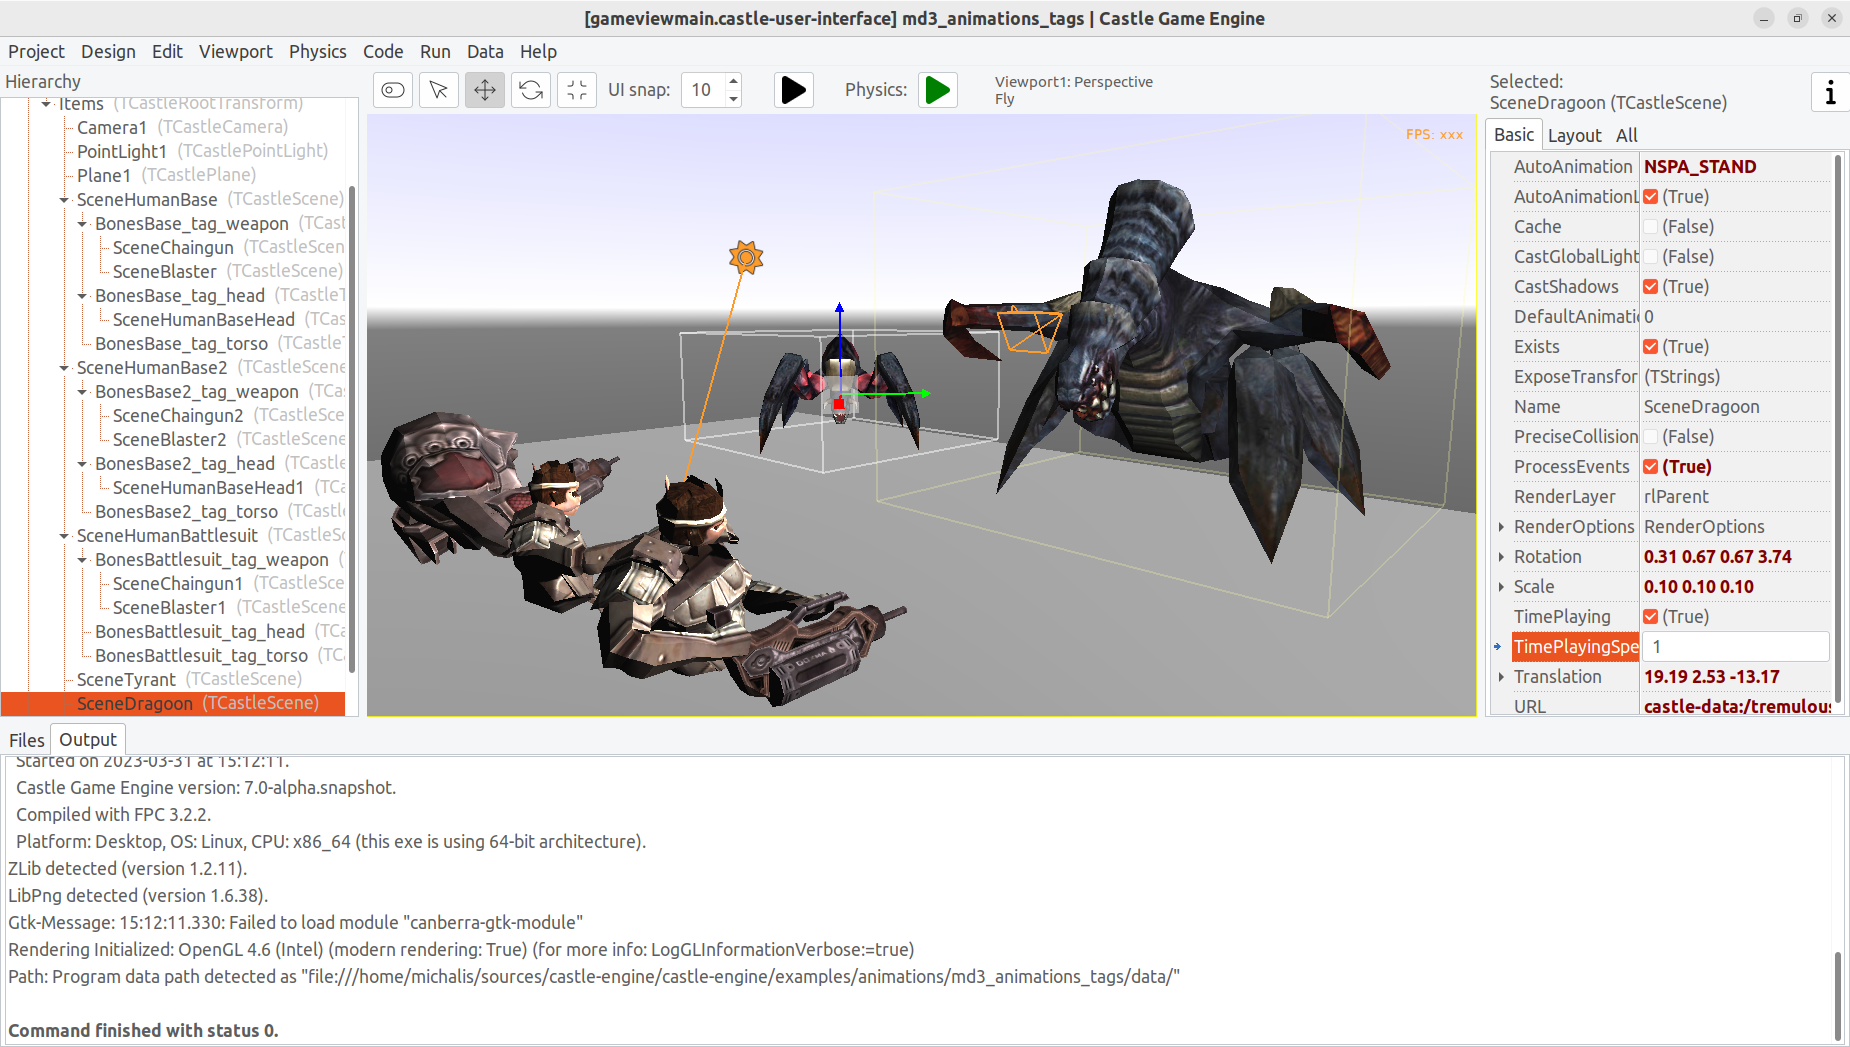 [gameviewmain.castle-user-interface] md3_animations_tags | Castle Game Engine
Project Design Edit Viewport Physics Code Run Data Help
Hierarchy
Items (TCastleRootTransform)
Camera1 (TCastleCamera)
PointLight1 (TCastlePointLight)
Plane1 (TCastlePlane)
SceneHumanBase (TCastleScene)
BonesBase_tag_weapon (TCast
SceneChaingun (TCastleScen
SceneBlaster (TCastleScene)
BonesBase_tag_head (TCastleT
SceneHumanBaseHead (TCas
BonesBase_tag_torso (TCastleT
SceneHumanBase2 (TCastleScene
BonesBase2_tag_weapon (TCas
SceneChaingun2 (TCastleSce
SceneBlaster2 (TCastleScene)
BonesBase2_tag_head (TCastle
SceneHumanBaseHead1 (TCa
BonesBase2_tag_torso (TCastle
SceneHumanBattlesuit (TCastleSc
BonesBattlesuit_tag_weapon (
SceneChaingun1 (TCastleSce
SceneBlaster1 (TCastleScene
BonesBattlesuit_tag_head (TCa
BonesBattlesuit_tag_torso (TC
SceneTyrant (TCastleScene)
SceneDragoon (TCastleScene)
UI snap: 10
Physics:
Viewport1: Perspective
Fly
FPS: xxx
Selected:
SceneDragoon (TCastleScene)
i
Basic Layout All
AutoAnimation NSPA_STAND
AutoAnimationL (True)
Cache (False)
CastGlobalLight (False)
CastShadows (True)
DefaultAnimatic 0
Exists (True)
ExposeTransfor (TStrings)
Name SceneDragoon
PreciseCollision (False)
ProcessEvents (True)
RenderLayer rlParent
RenderOptions RenderOptions
Rotation 0.31 0.67 0.67 3.74
Scale 0.10 0.10 0.10
TimePlaying (True)
TimePlayingSpe 1
Translation 19.19 2.53 -13.17
URL castle-data:/tremulous
Files Output
Started on 2023-03-31 at 15:12:11.
Castle Game Engine version: 7.0-alpha.snapshot.
Compiled with FPC 3.2.2.
Platform: Desktop, OS: Linux, CPU: x86_64 (this exe is using 64-bit architecture).
ZLib detected (version 1.2.11).
LibPng detected (version 1.6.38).
Gtk-Message: 15:12:11.330: Failed to load module "canberra-gtk-module"
Rendering Initialized: OpenGL 4.6 (Intel) (modern rendering: True) (for more info: LogGLInformationVerbose:=true)
Path: Program data path detected as "file:///home/michalis/sources/castle-engine/castle-engine/examples/animations/md3_animations_tags/data/"
Command finished with status 0.